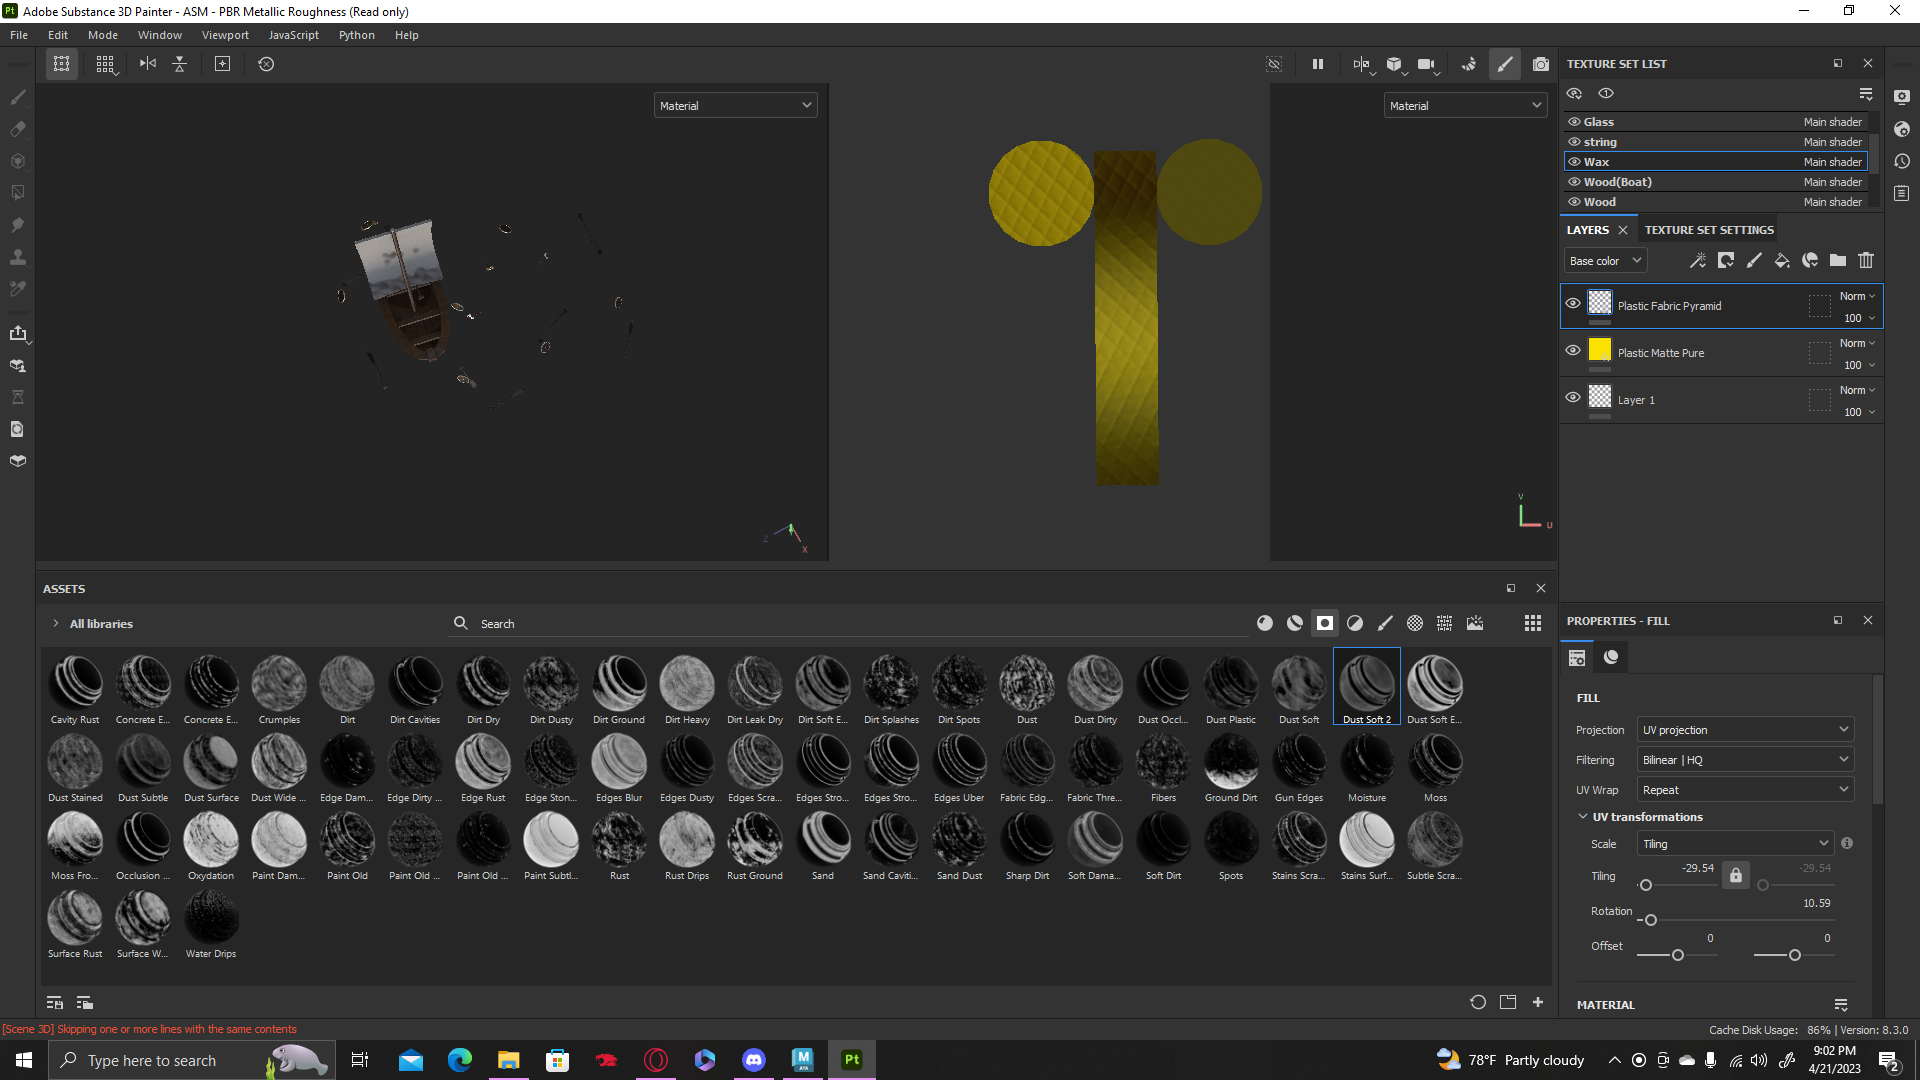 Pt Adobe Substance 3D Painter - ASM - PBR Metallic Roughness (Read only)
File Edit Mode Window Viewport JavaScript Python Help
Material
Material
Z
X
V
U
TEXTURE SET LIST
Glass Main shader
string Main shader
Wax Main shader
Wood(Boat) Main shader
Wood Main shader
LAYERS TEXTURE SET SETTINGS
Base color
Plastic Fabric Pyramid Norm 100
Plastic Matte Pure Norm 100
Layer 1 Norm 100
ASSETS
All libraries Search
Cavity Rust Concrete E... Concrete E... Crumples Dirt Dirt Cavities Dirt Dry Dirt Dusty Dirt Ground Dirt Heavy Dirt Leak Dry Dirt Soft E... Dirt Splashes Dirt Spots Dust Dust Dirty Dust Occl... Dust Plastic Dust Soft Dust Soft 2 Dust Soft E...
Dust Stained Dust Subtle Dust Surface Dust Wide ... Edge Dam... Edge Dirty ... Edge Rust Edge Ston... Edges Blur Edges Dusty Edges Scra... Edges Stro... Edges Stro... Edges Uber Fabric Edg... Fabric Thre... Fibers Ground Dirt Gun Edges Moisture Moss
Moss Fro... Occlusion ... Oxydation Paint Dam... Paint Old Paint Old ... Paint Old ... Paint Subtl... Rust Rust Drips Rust Ground Sand Sand Caviti... Sand Dust Sharp Dirt Soft Dama... Soft Dirt Spots Stains Scra... Stains Surf... Subtle Scra...
Surface Rust Surface W... Water Drips
PROPERTIES - FILL
FILL
Projection UV projection
Filtering Bilinear | HQ
UV Wrap Repeat
UV transformations
Scale Tiling
Tiling -29.54 -29.54
Rotation 10.59
Offset 0 0
MATERIAL
[Scene 3D] Skipping one or more lines with the same contents
Cache Disk Usage: 86% | Version: 8.3.0
Type here to search
M
Pt
78°F Partly cloudy
9:02 PM
4/21/2023
2